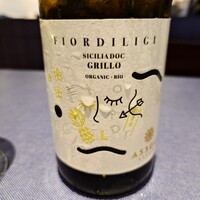 FIORDILIGI
SICILIA DOC
GRILLO
ORGANIC - BIO